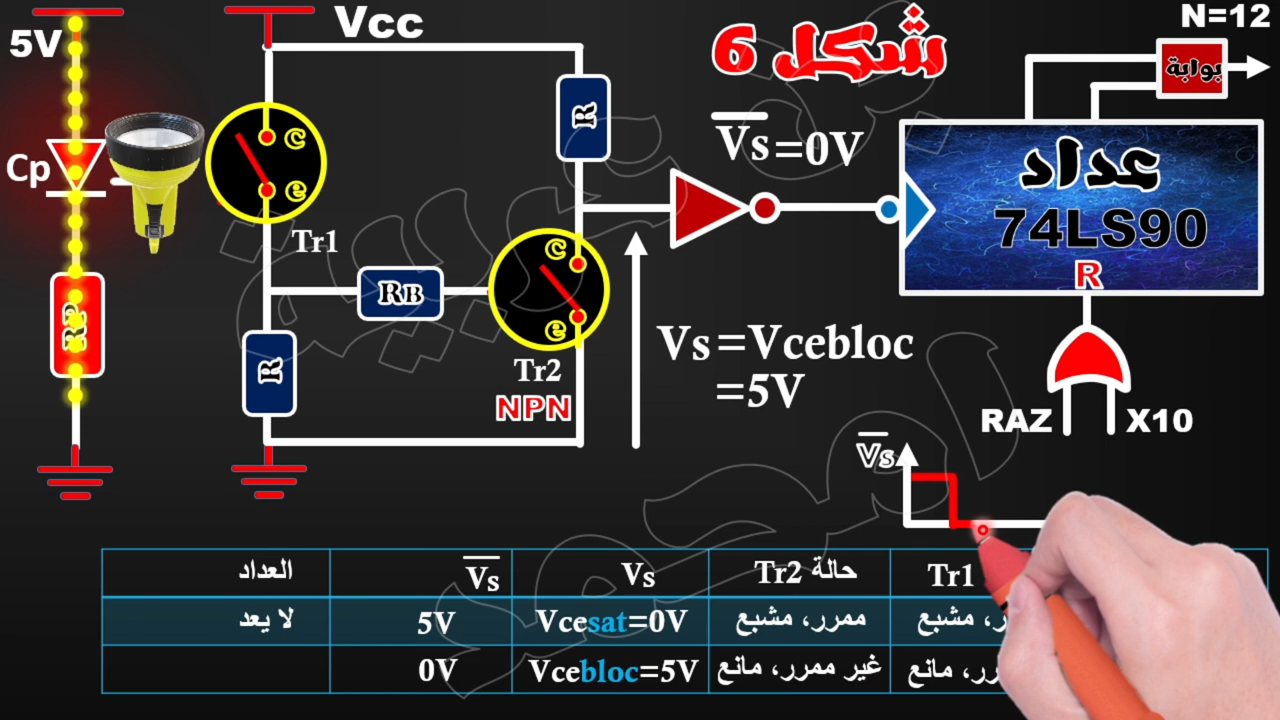 شكل 6
N=12
5V
Vcc
بوابة
C
Cp
e
Tr1
R
Vs=0V
عداد
74LS90
R
RB
C
e
Tr2
NPN
R
RP
Vs=Vcebloc
=5V
RAZ X10
Vs
Tr1 حالة Tr2 Vs Vs العداد
مشبع ممرر، مشبع Vcesat=0V 5V لا يعد
مانع غير ممرر، مانع Vcebloc=5V 0V